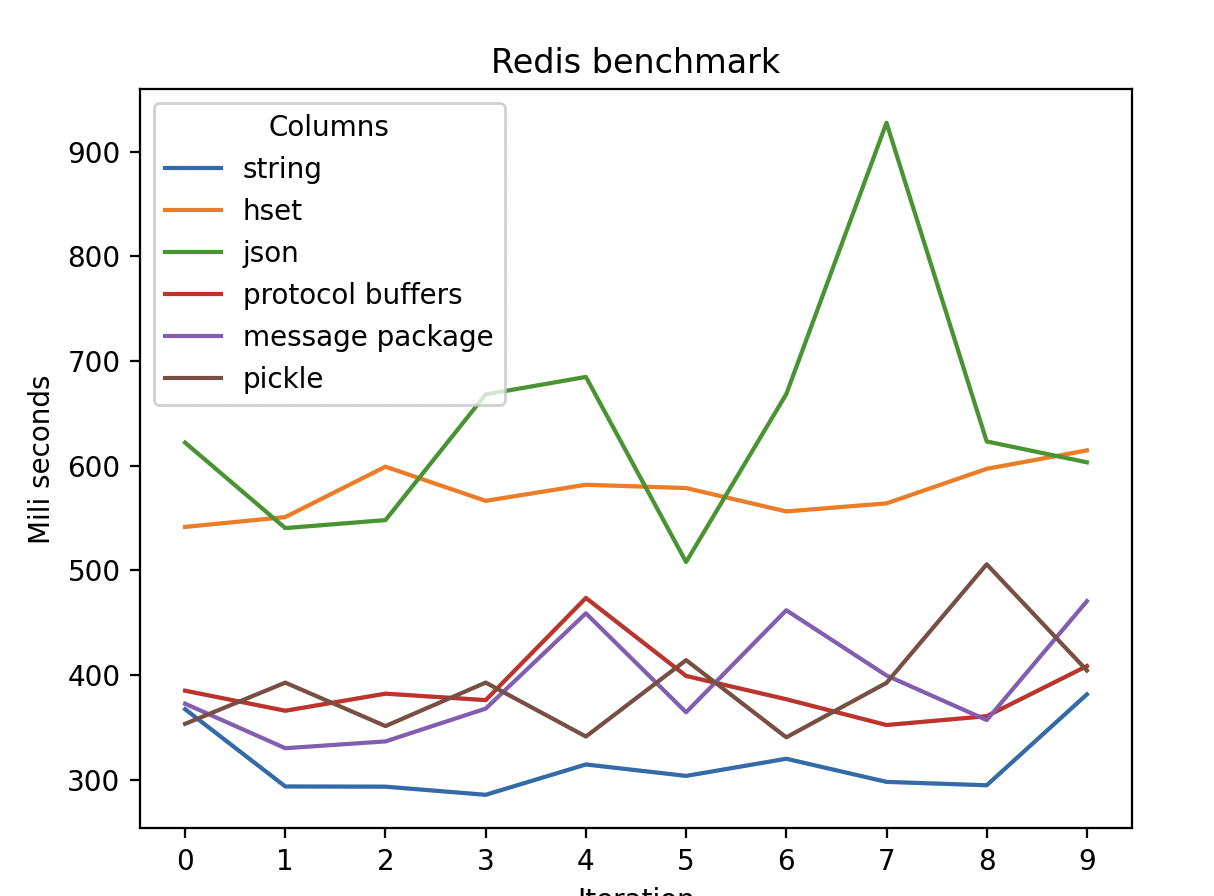 Redis benchmark
Columns
string
hset
json
protocol buffers
message package
pickle
Mili seconds
900
800
700
600
500
400
300
0 1 2 3 4 5 6 7 8 9
Iteration